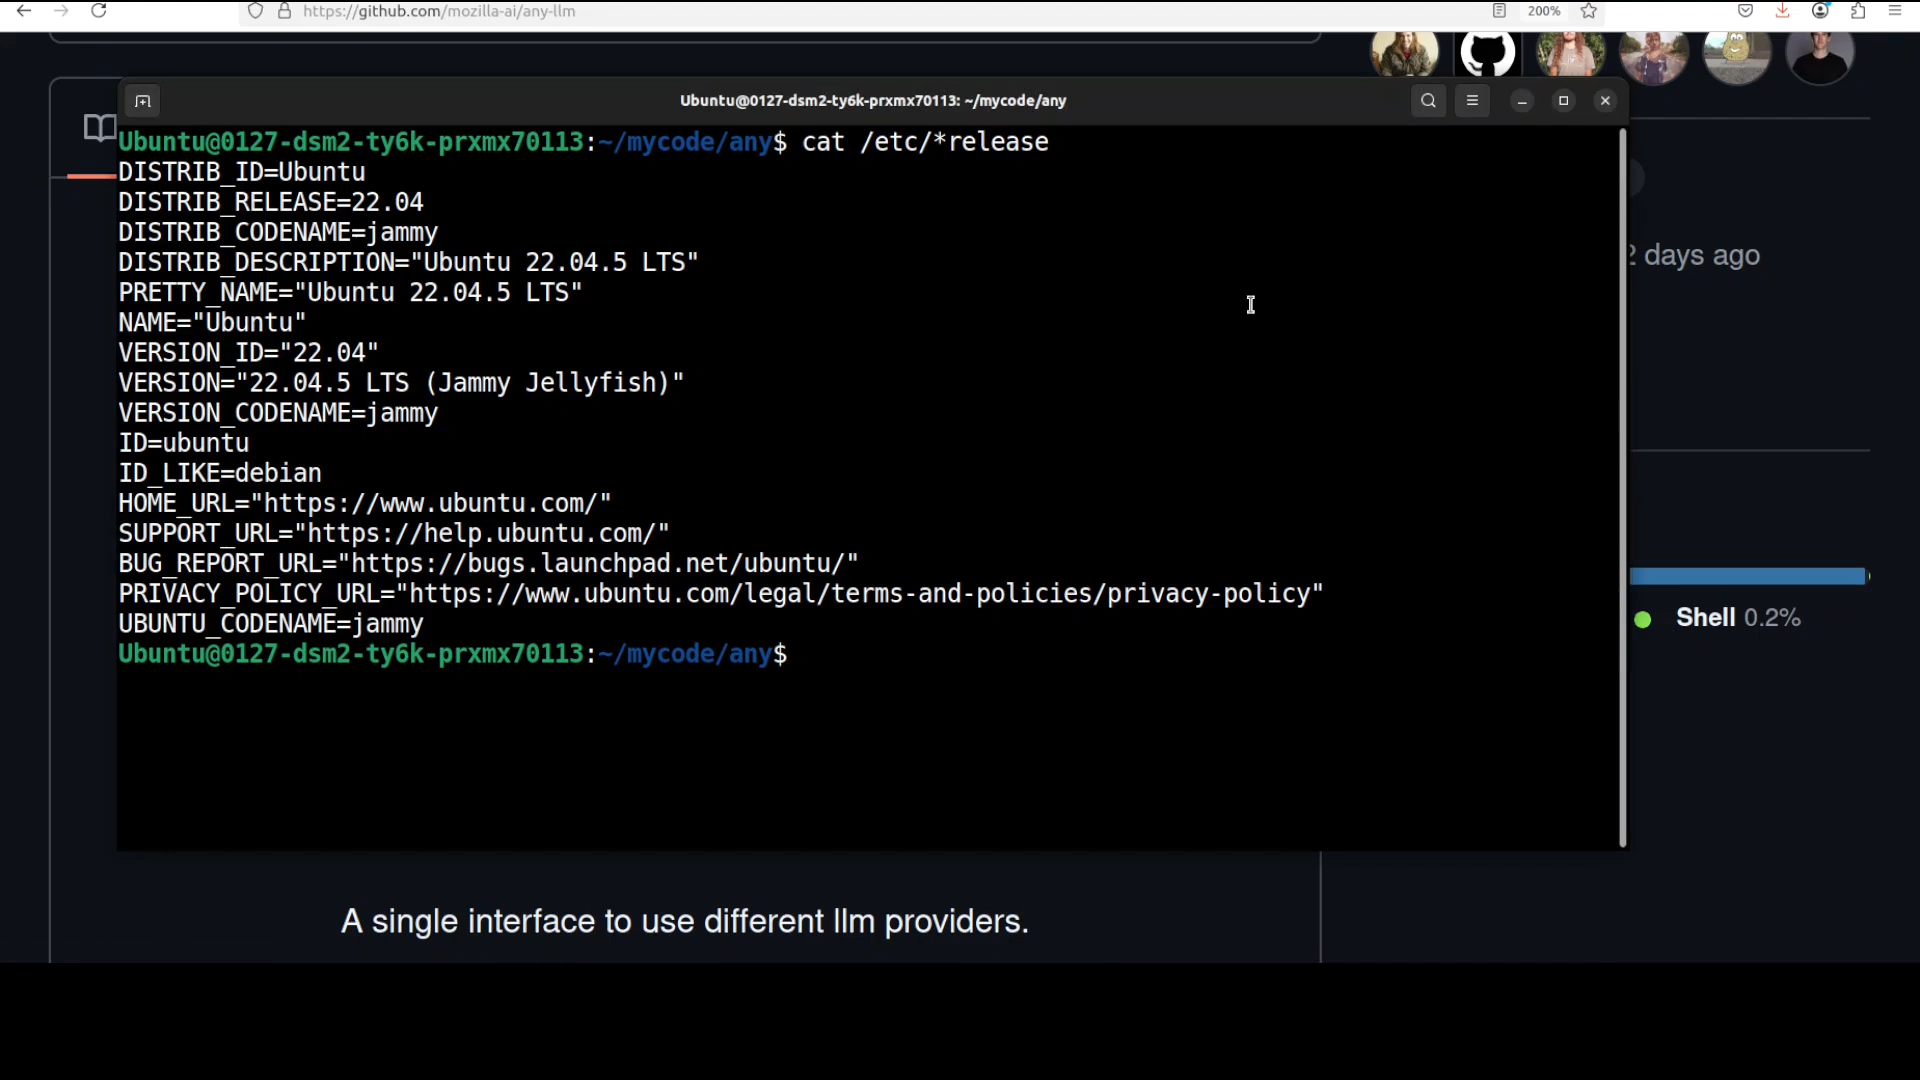 https://github.com/mozilla-ai/any-llm
200%
Ubuntu@0127-dsm2-ty6k-prxmx70113: ~/mycode/any
Ubuntu@0127-dsm2-ty6k-prxmx70113:~/mycode/any$ cat /etc/*release
DISTRIB_ID=Ubuntu
DISTRIB_RELEASE=22.04
DISTRIB_CODENAME=jammy
DISTRIB_DESCRIPTION="Ubuntu 22.04.5 LTS"
PRETTY_NAME="Ubuntu 22.04.5 LTS"
NAME="Ubuntu"
VERSION_ID="22.04"
VERSION="22.04.5 LTS (Jammy Jellyfish)"
VERSION_CODENAME=jammy
ID=ubuntu
ID_LIKE=debian
HOME_URL="https://www.ubuntu.com/"
SUPPORT_URL="https://help.ubuntu.com/"
BUG_REPORT_URL="https://bugs.launchpad.net/ubuntu/"
PRIVACY_POLICY_URL="https://www.ubuntu.com/legal/terms-and-policies/privacy-policy"
UBUNTU_CODENAME=jammy
Ubuntu@0127-dsm2-ty6k-prxmx70113:~/mycode/any$
2 days ago
Shell 0.2%
A single interface to use different llm providers.